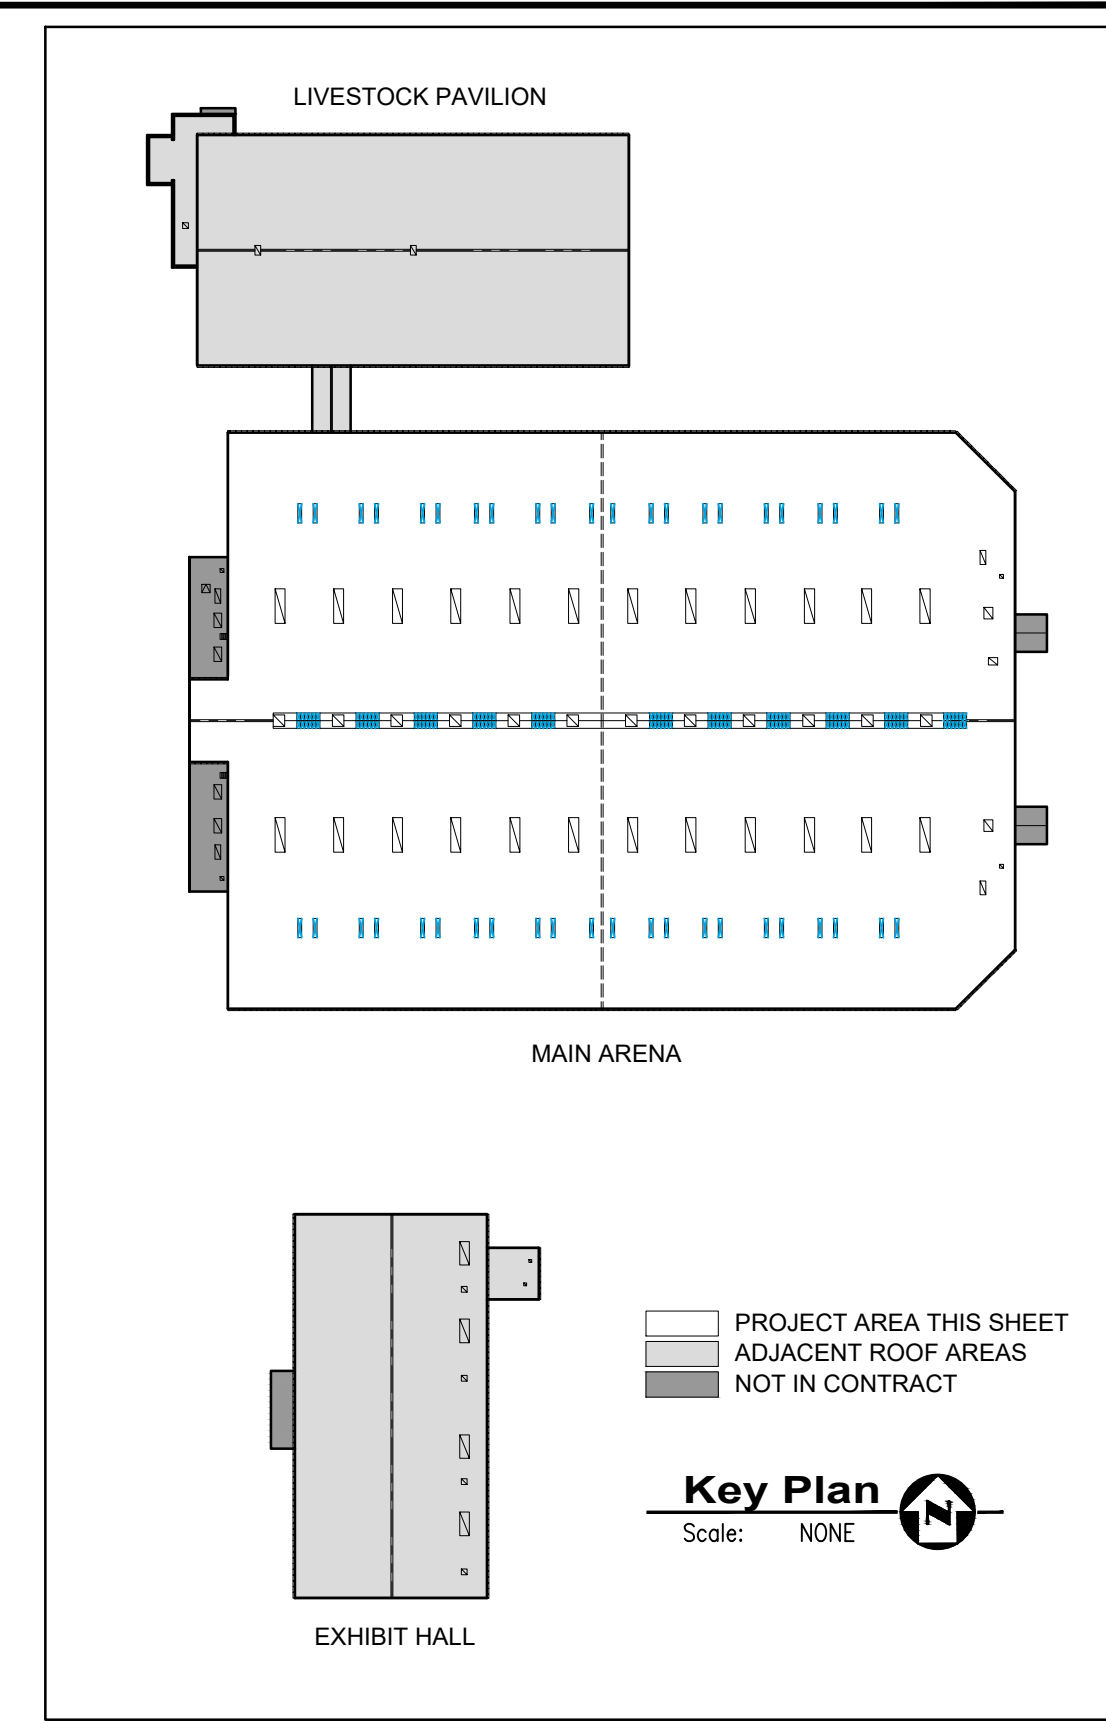 LIVESTOCK PAVILION
MAIN ARENA
PROJECT AREA THIS SHEET
ADJACENT ROOF AREAS
NOT IN CONTRACT
Key Plan
N
Scale: NONE
EXHIBIT HALL